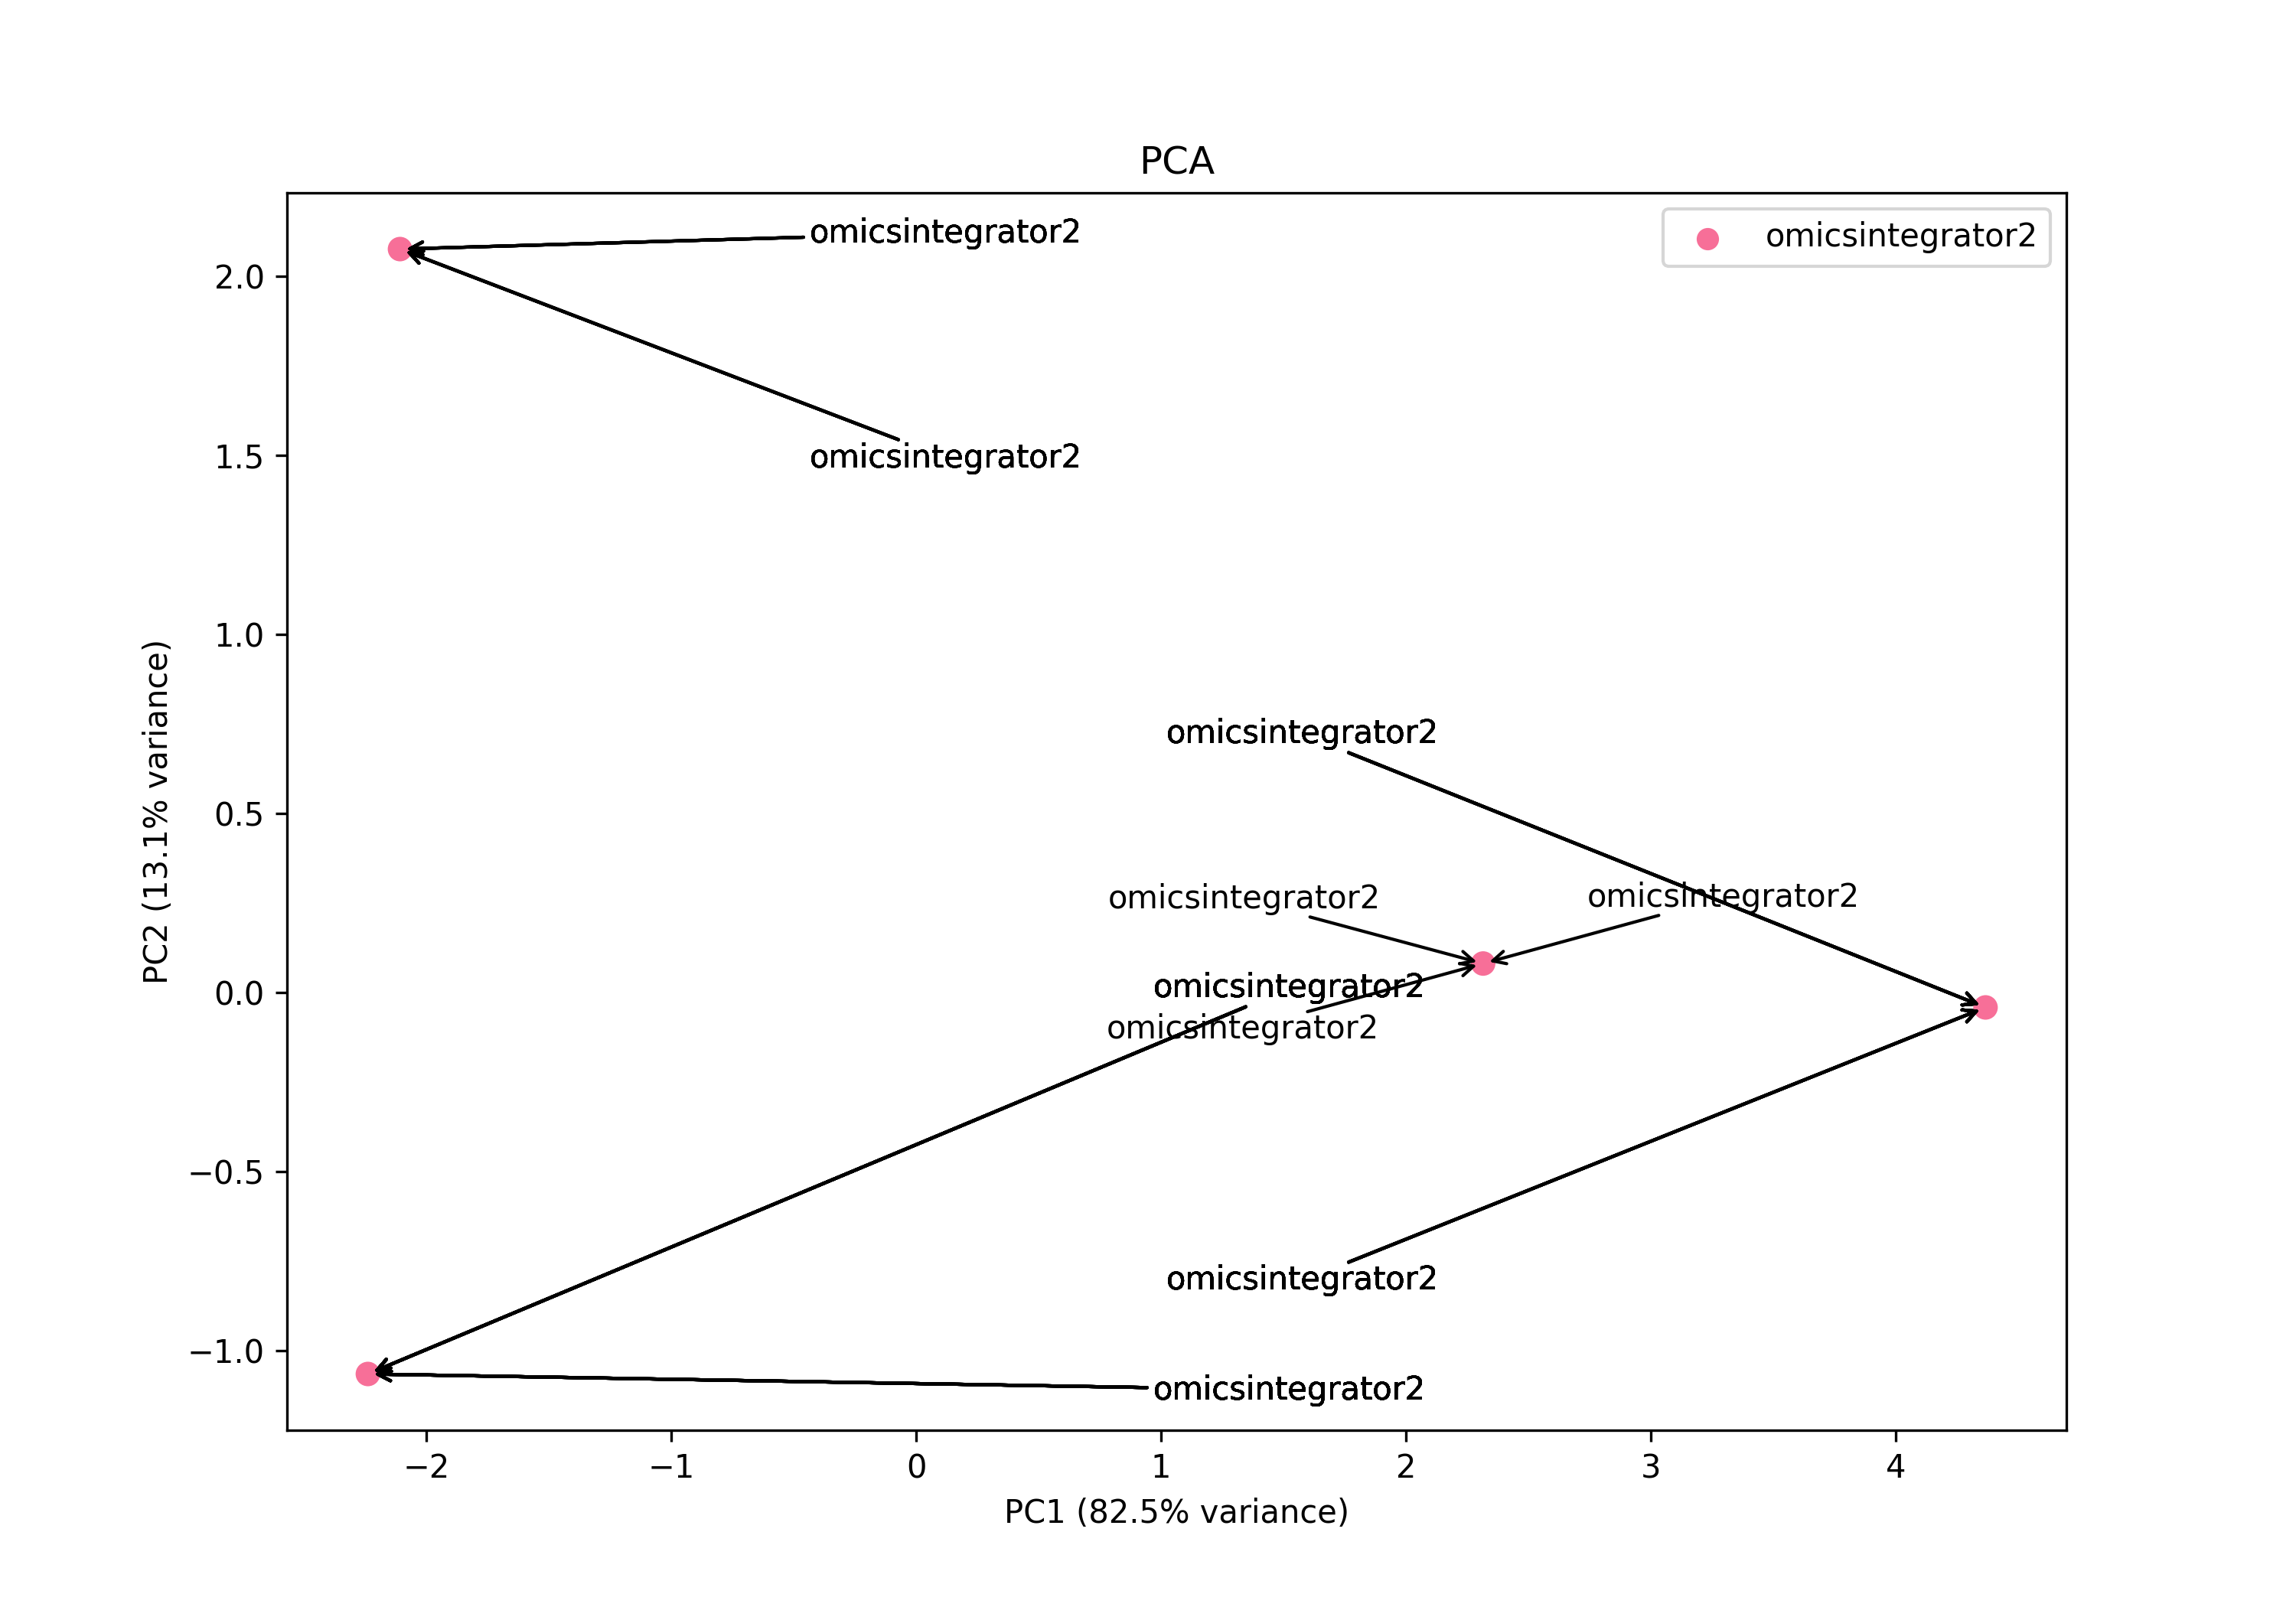 PCA
omicsintegrator2
omicsintegrator2
2.0
omicsintegrator2
1.5
1.0
omicsintegrator2
0.5
omicsintegrator2
omicsintegrator2
omicsintegrator2
0.0
omicsintegrator2
−0.5
omicsintegrator2
−1.0
omicsintegrator2
PC2 (13.1% variance)
−2 −1 0 1 2 3 4
PC1 (82.5% variance)